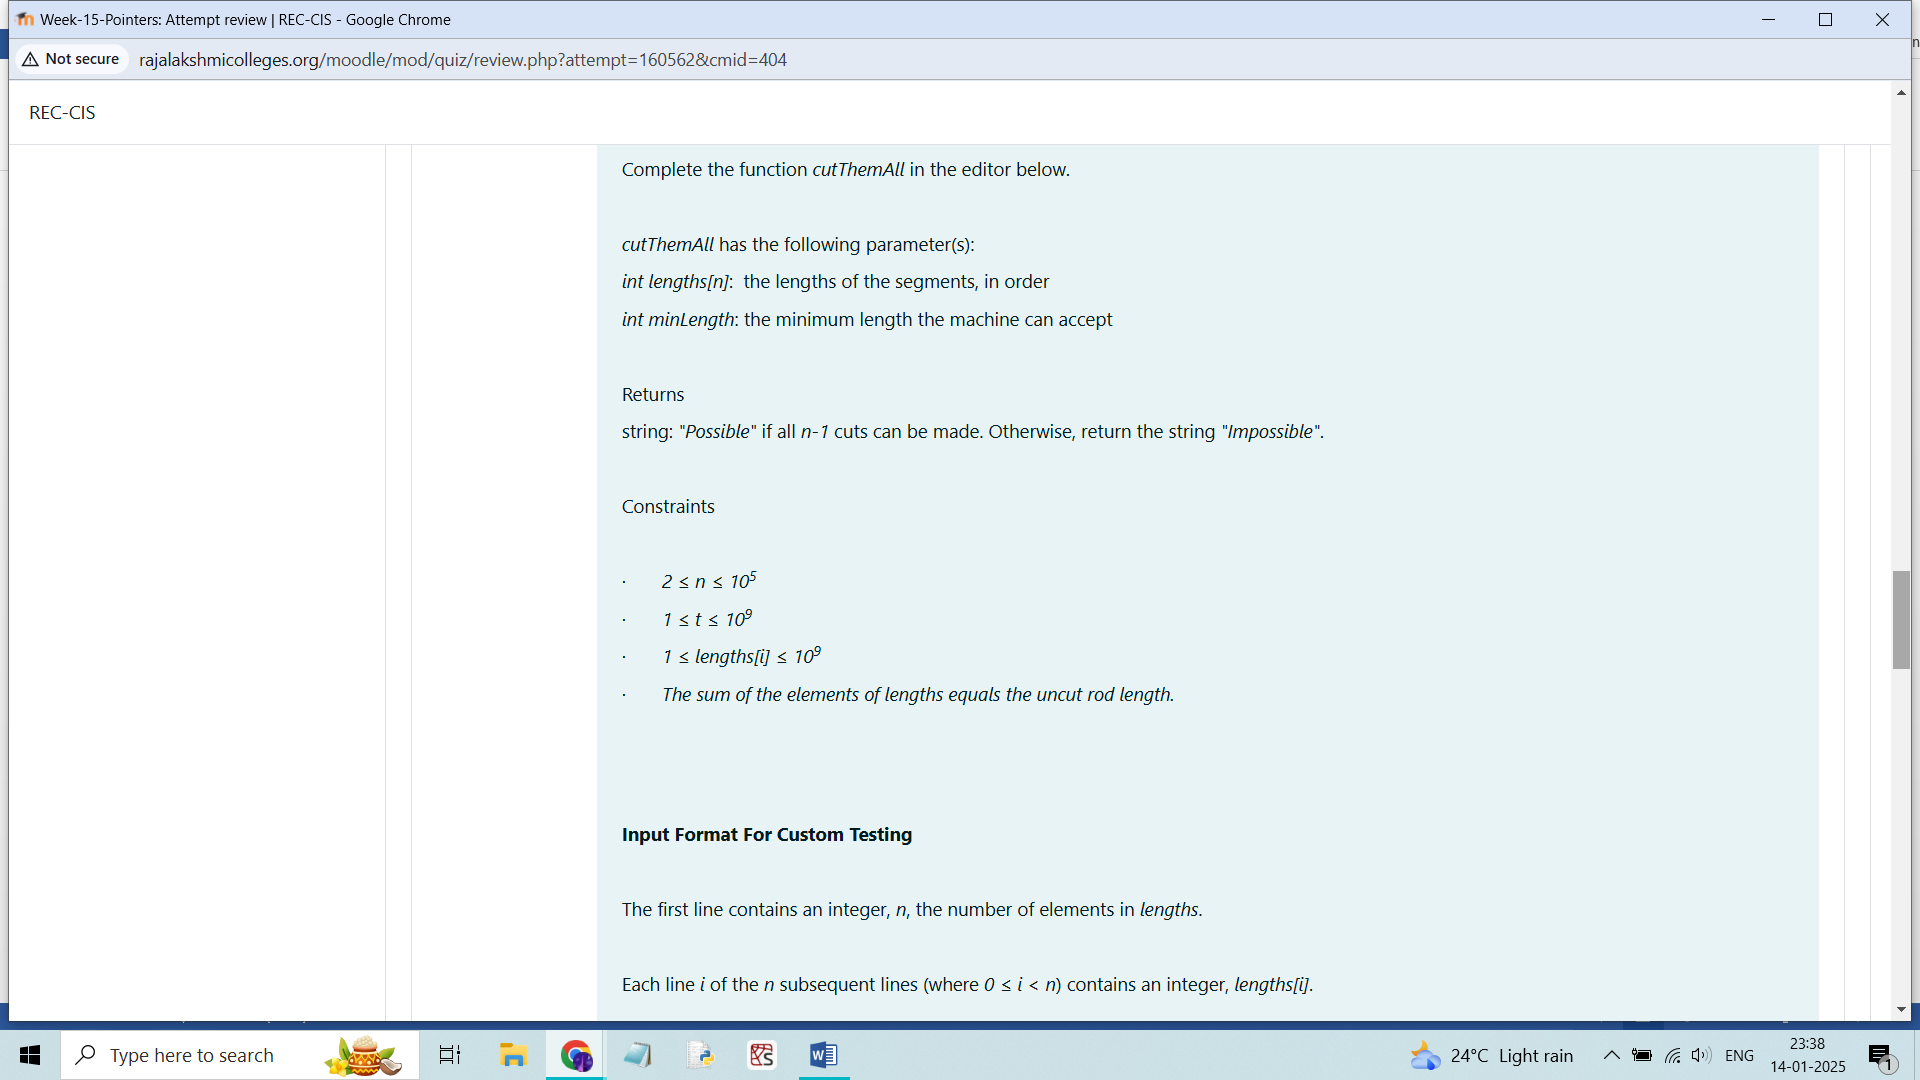 Week-15-Pointers: Attempt review | REC-CIS - Google Chrome
Not secure
rajalakshmicolleges.org/moodle/mod/quiz/review.php?attempt=160562&cmid=404
REC-CIS
Complete the function cutThemAll in the editor below.
cutThemAll has the following parameter(s):
int lengths[n]: the lengths of the segments, in order
int minLength: the minimum length the machine can accept
Returns
string: "Possible" if all n-1 cuts can be made. Otherwise, return the string "Impossible".
Constraints
· 2 ≤ n ≤ 10⁵
· 1 ≤ t ≤ 10⁹
· 1 ≤ lengths[i] ≤ 10⁹
· The sum of the elements of lengths equals the uncut rod length.
Input Format For Custom Testing
The first line contains an integer, n, the number of elements in lengths.
Each line i of the n subsequent lines (where 0 ≤ i < n) contains an integer, lengths[i].
Type here to search
24°C Light rain
ENG
23:38
14-01-2025
1